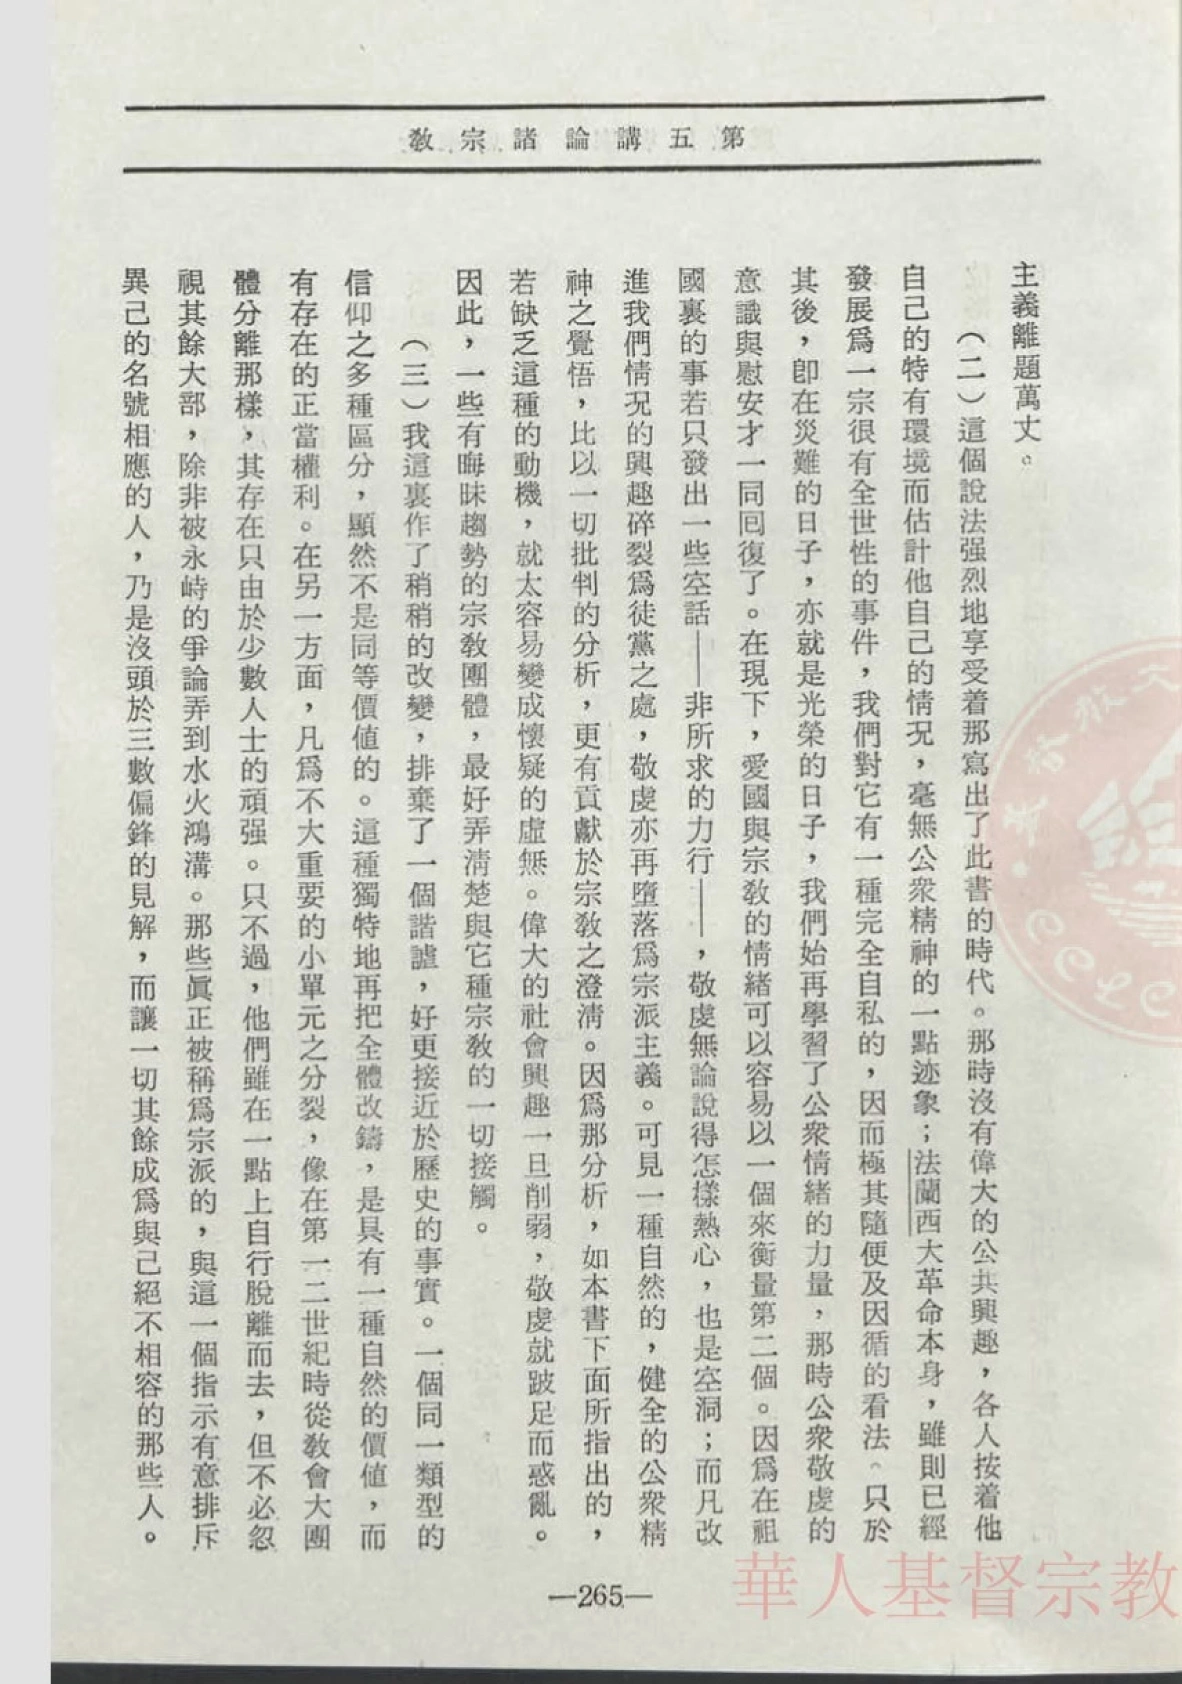 第五講論諸宗教
主義離題萬丈。
（二）這個說法强烈地享受着那寫出了此書的時代。那時沒有偉大的公共興趣，各人按着他
自己的特有環境而估計他自己的情況，毫無公衆精神的一點迹象；法蘭西大革命本身，雖則已經
發展爲一宗很有全世性的事件，我們對它有一種完全自私的，因而極其隨便及因循的看法。只於
其後，卽在災難的日子，亦就是光榮的日子，我們始再學習了公衆情緒的力量，那時公衆敬虔的
意識與慰安才一同囘復了。在現下，愛國與宗教的情緒可以容易以一個來衡量第二個。因爲在祖
國裏的事若只發出一些空話——非所求的力行——，敬虔無論說得怎樣熱心，也是空洞；而凡改
進我們情況的興趣碎裂爲徒黨之處，敬虔亦再墮落爲宗派主義。可見一種自然的，健全的公衆精
神之覺悟，比以一切批判的分析，更有貢獻於宗教之澄清。因爲那分析，如本書下面所指出的，
若缺乏這種的動機，就太容易變成懷疑的虛無。偉大的社會興趣一旦削弱，敬虔就跛足而惑亂。
因此，一些有晦昧趨勢的宗教團體，最好弄清楚與它種宗教的一切接觸。
（三）我這裏作了稍稍的改變，排棄了一個諧謔，好更接近於歷史的事實。一個同一類型的
信仰之多種區分，顯然不是同等價值的。這種獨特地再把全體改鑄，是具有一種自然的價値，而
有存在的正當權利。在另一方面，凡爲不大重要的小單元之分裂，像在第一二世紀時從教會大團
體分離那樣，其存在只由於少數人士的頑强。只不過，他們雖在一點上自行脫離而去，但不必忽
視其餘大部，除非被永峙的爭論弄到水火鴻溝。那些眞正被稱爲宗派的，與這一個指示有意排斥
異己的名號相應的人，乃是沒頭於三數偏鋒的見解，而讓一切其餘成爲與己絕不相容的那些人。
—265—
華人基督宗教